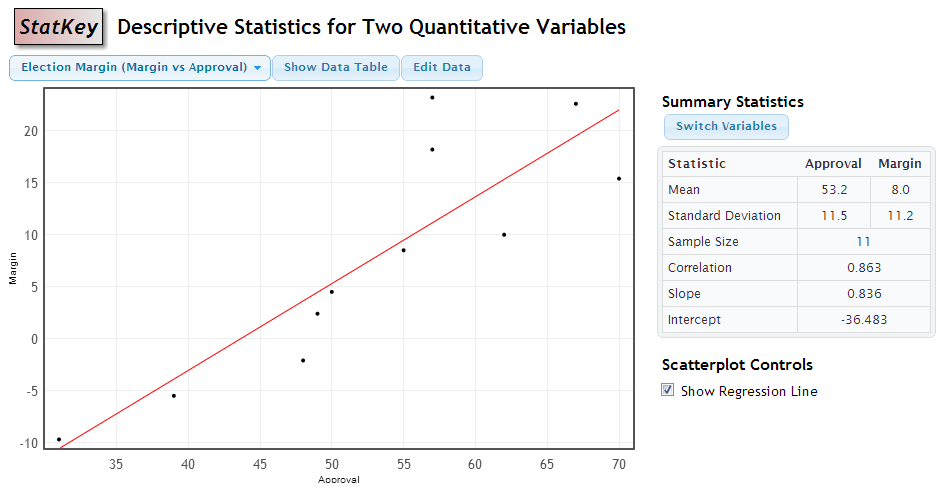 StatKey Descriptive Statistics for Two Quantitative Variables
Election Margin (Margin vs Approval) Show Data Table Edit Data
Margin
20
15
10
5
0
-5
-10
35 40 45 50 55 60 65 70
Approval
Summary Statistics
Switch Variables
Statistic Approval Margin
Mean 53.2 8.0
Standard Deviation 11.5 11.2
Sample Size 11
Correlation 0.863
Slope 0.836
Intercept -36.483
Scatterplot Controls
Show Regression Line